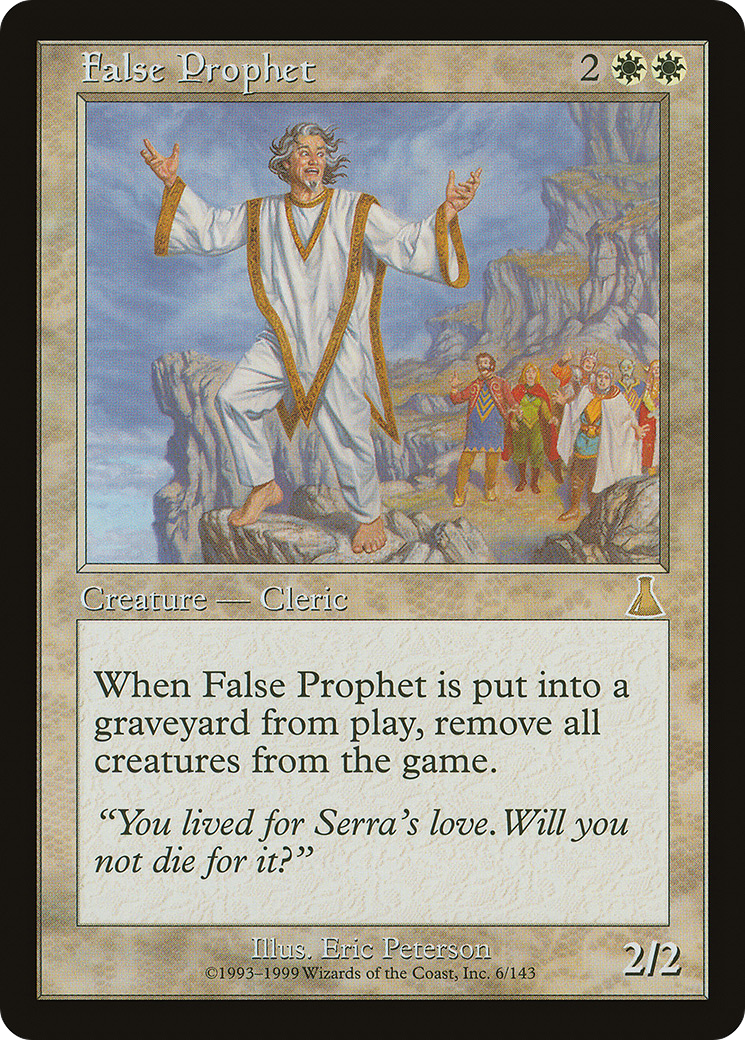 False Prophet 2
Creature — Cleric
When False Prophet is put into a
graveyard from play, remove all
creatures from the game.
“You lived for Serra’s love. Will you
not die for it?”
Illus. Eric Peterson
©1993–1999 Wizards of the Coast, Inc. 6/143
2/2